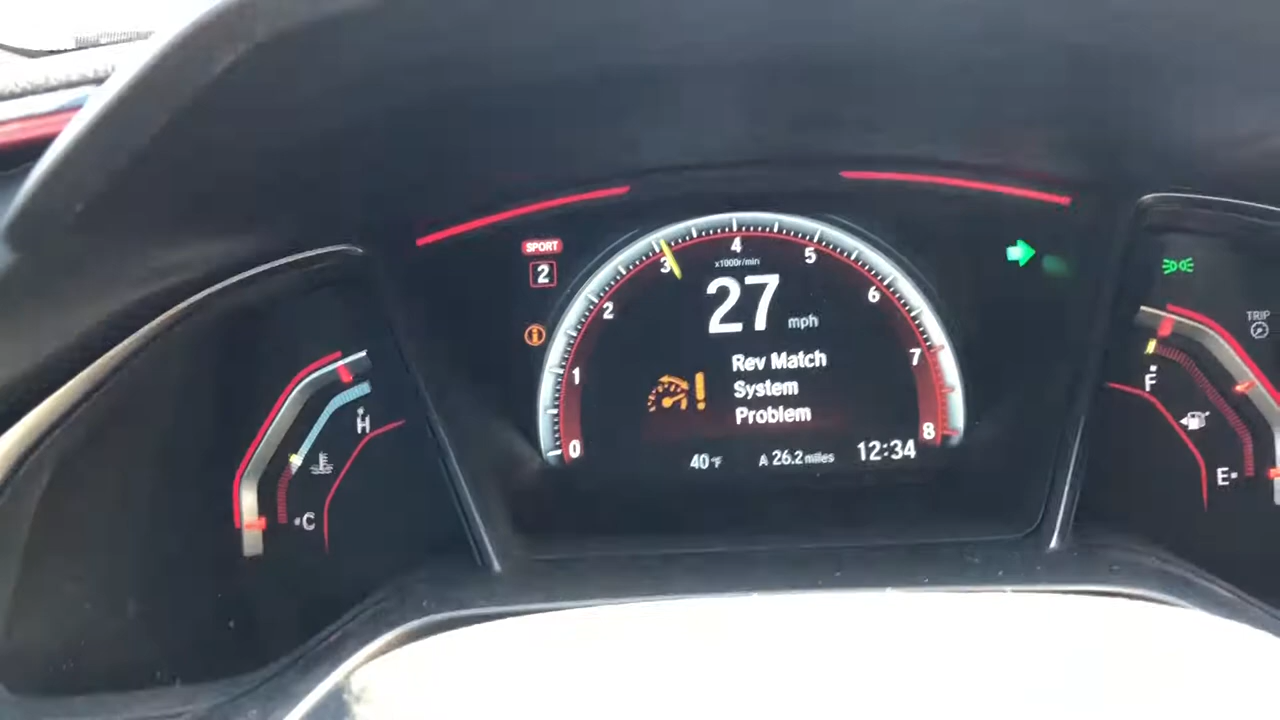 SPORT
2
0
1
2
3
4
5
6
7
8
x1000r/min
27 mph
Rev Match
System
Problem
40°F
A 26.2 miles
12:34
H
C
TRIP
F
E